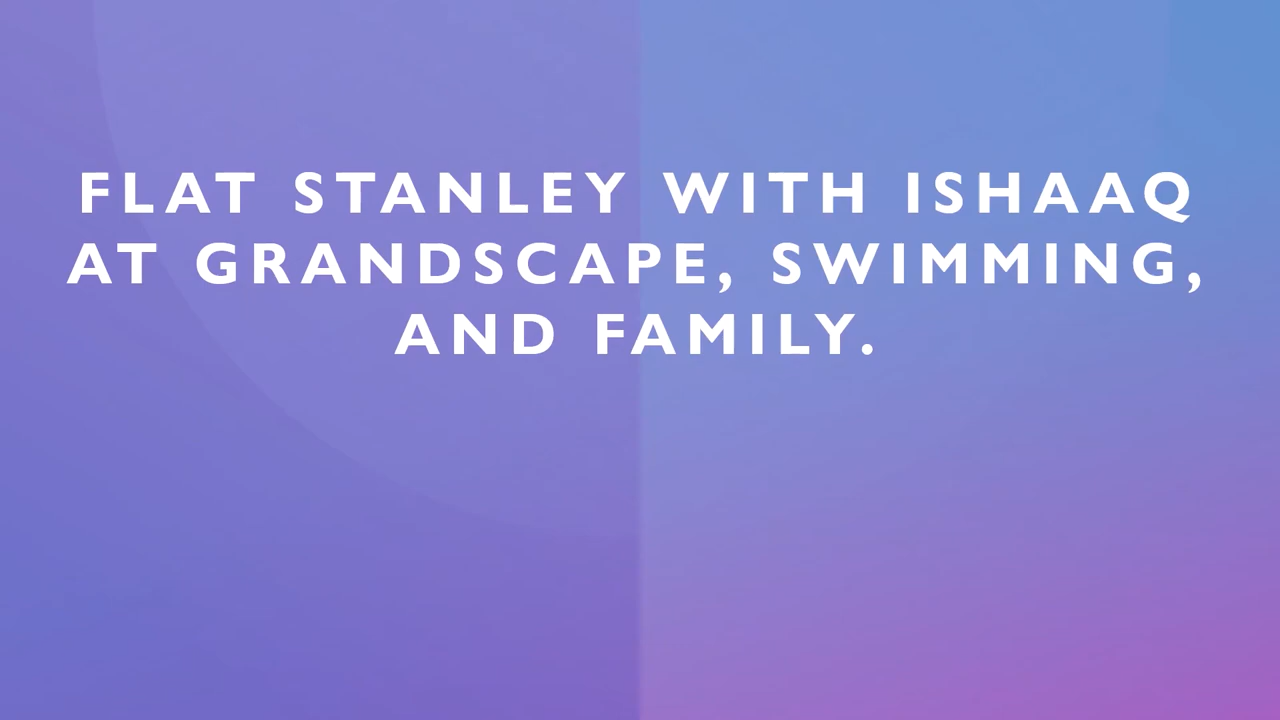 FLAT STANLEY WITH ISHAAQ
AT GRANDSCAPE, SWIMMING,
AND FAMILY.